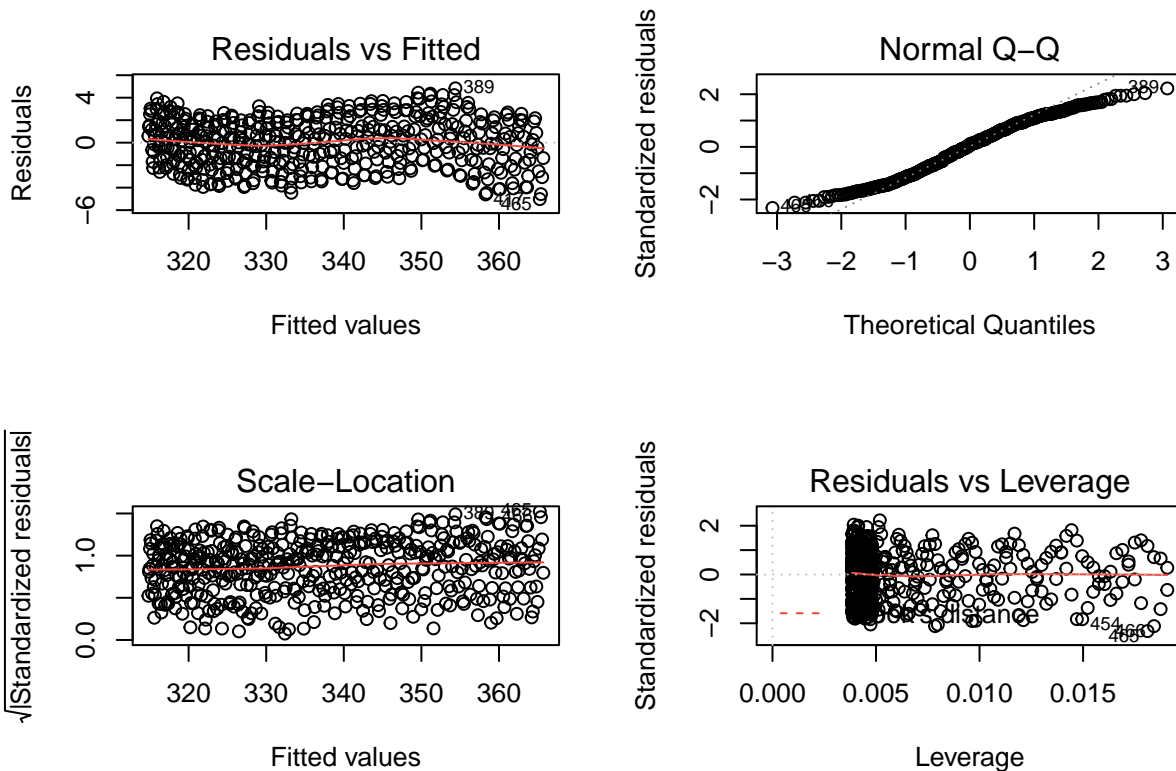 Residuals vs Fitted
Residuals
4
0
−6
320 330 340 350 360
Fitted values
389
465
Normal Q−Q
Standardized residuals
2
0
−2
−3 −2 −1 0 1 2 3
Theoretical Quantiles
389
Scale−Location
√|Standardized residuals|
1.0
0.0
320 330 340 350 360
Fitted values
Residuals vs Leverage
Standardized residuals
2
0
−2
0.000 0.005 0.010 0.015
Leverage
distance
454
465